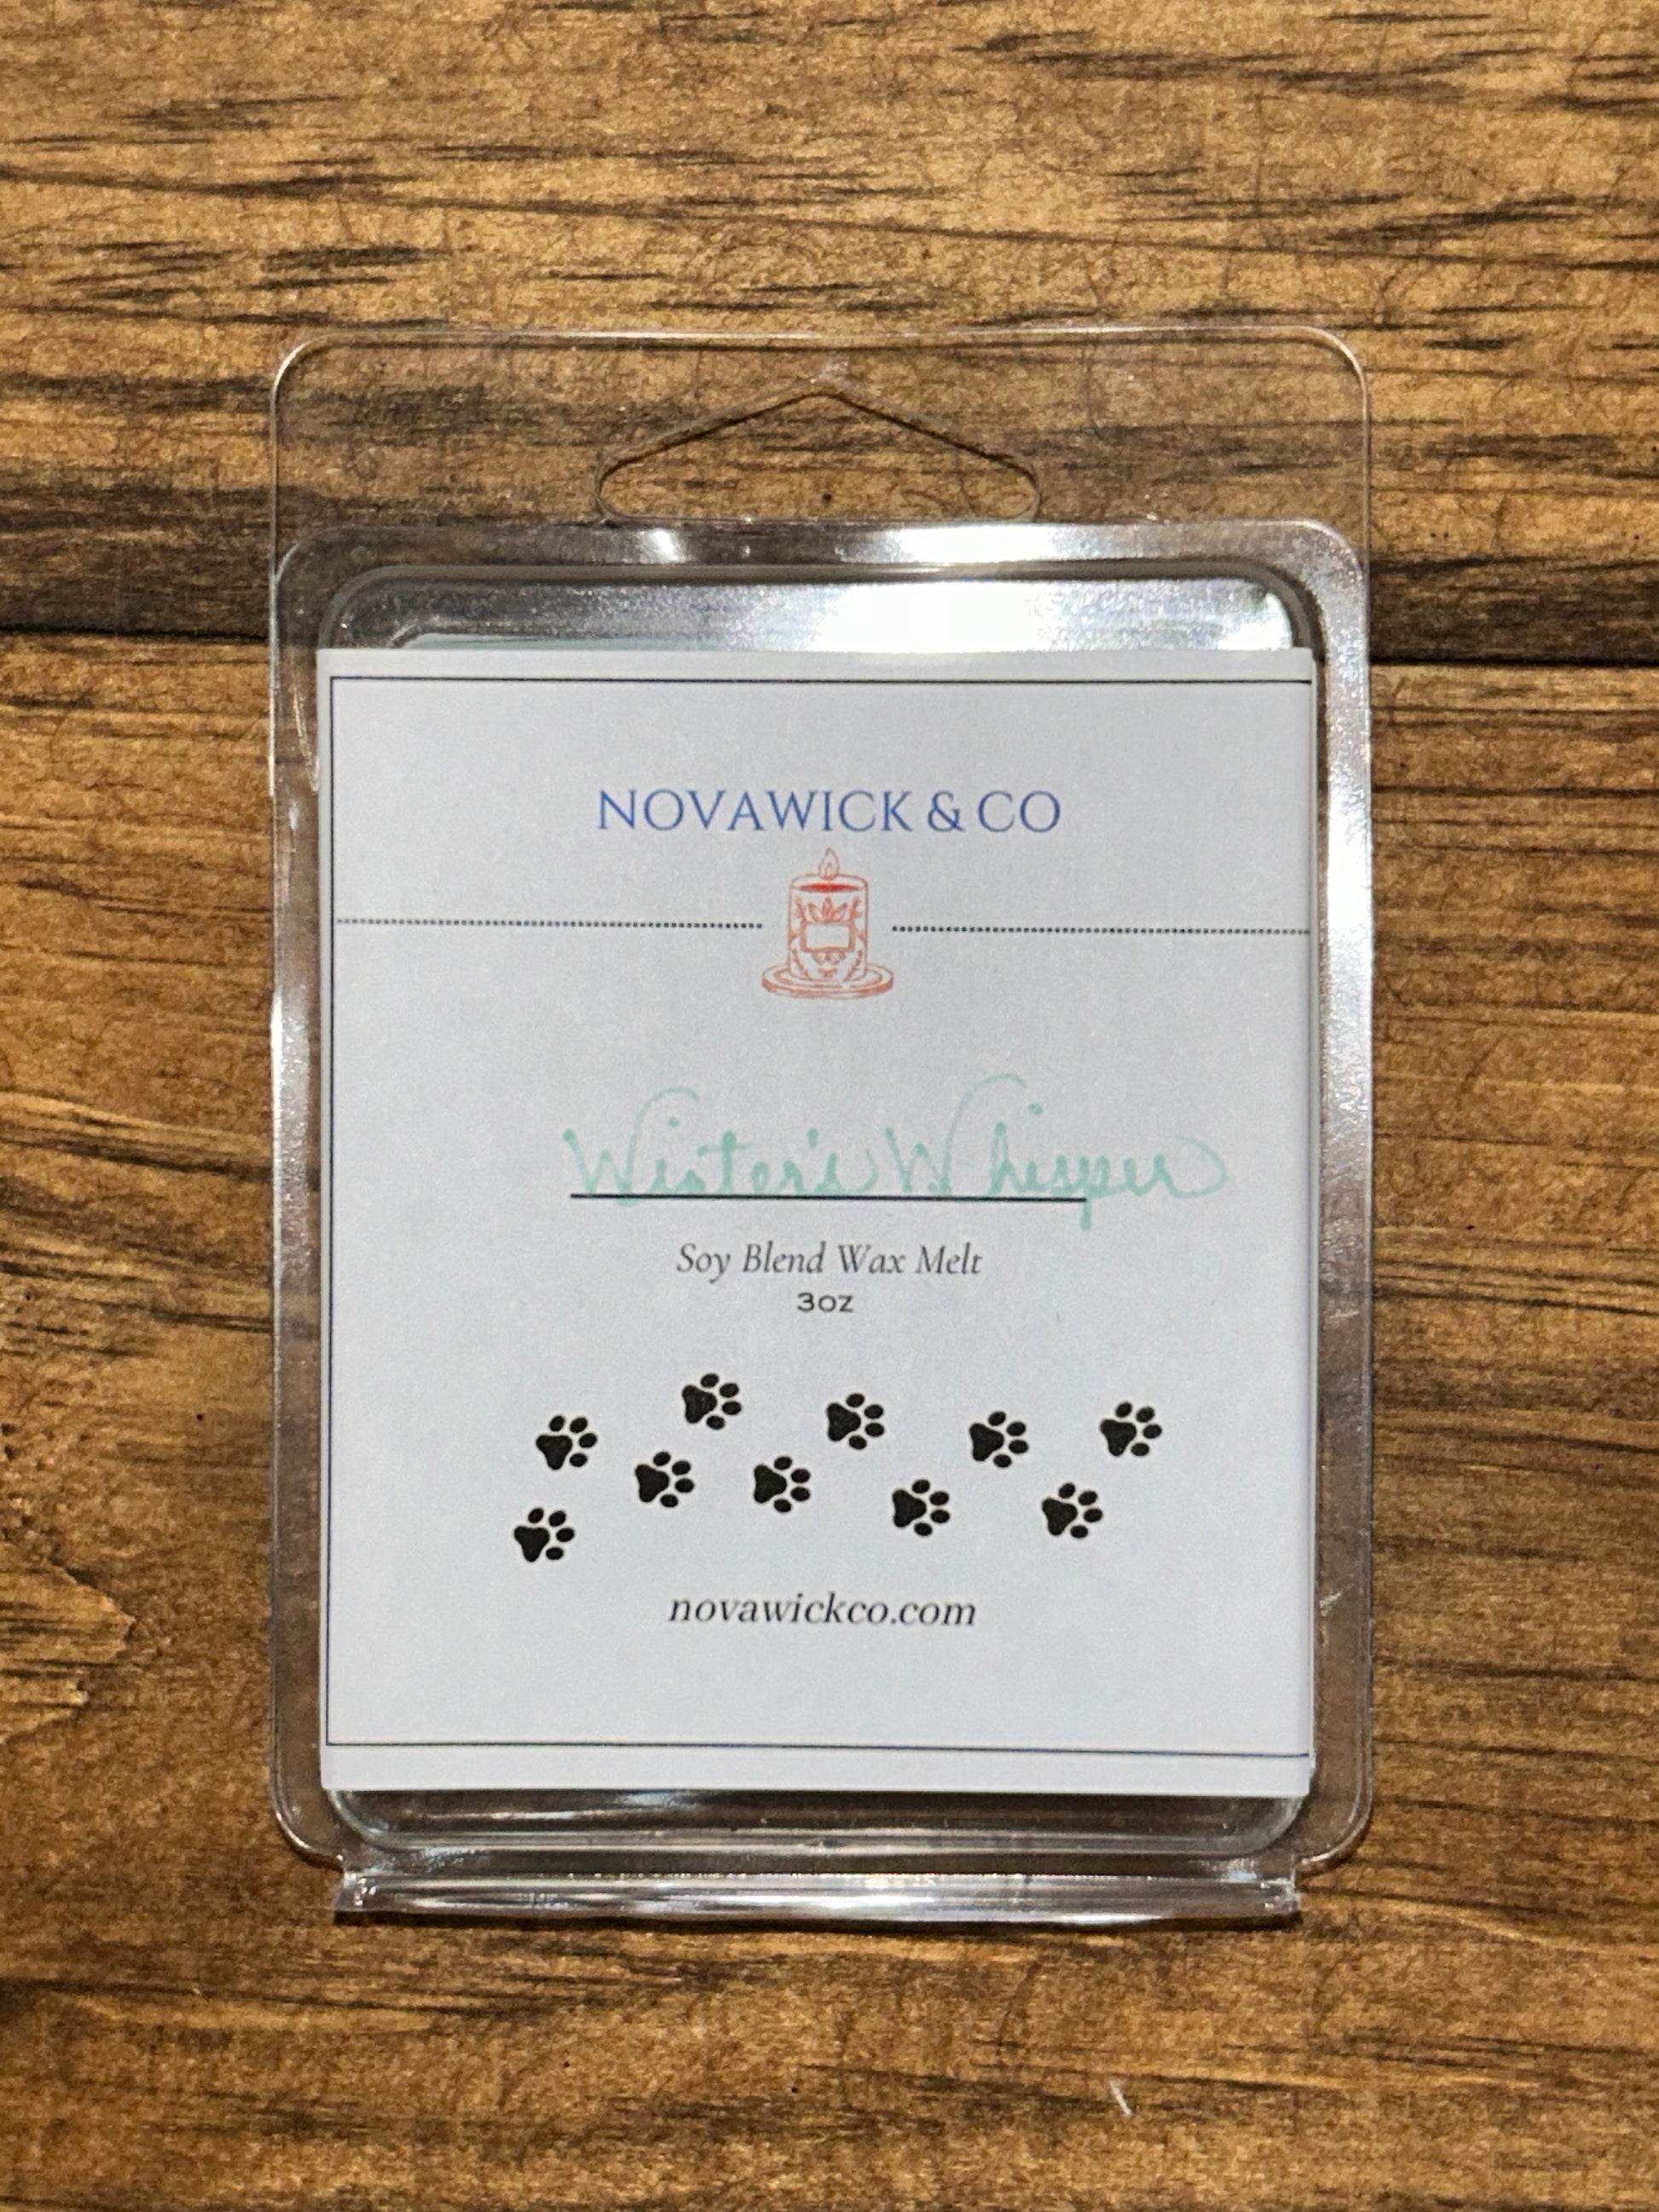 NOVAWICK & CO
Winter's Whisper
Soy Blend Wax Melt
3oz
novawickco.com